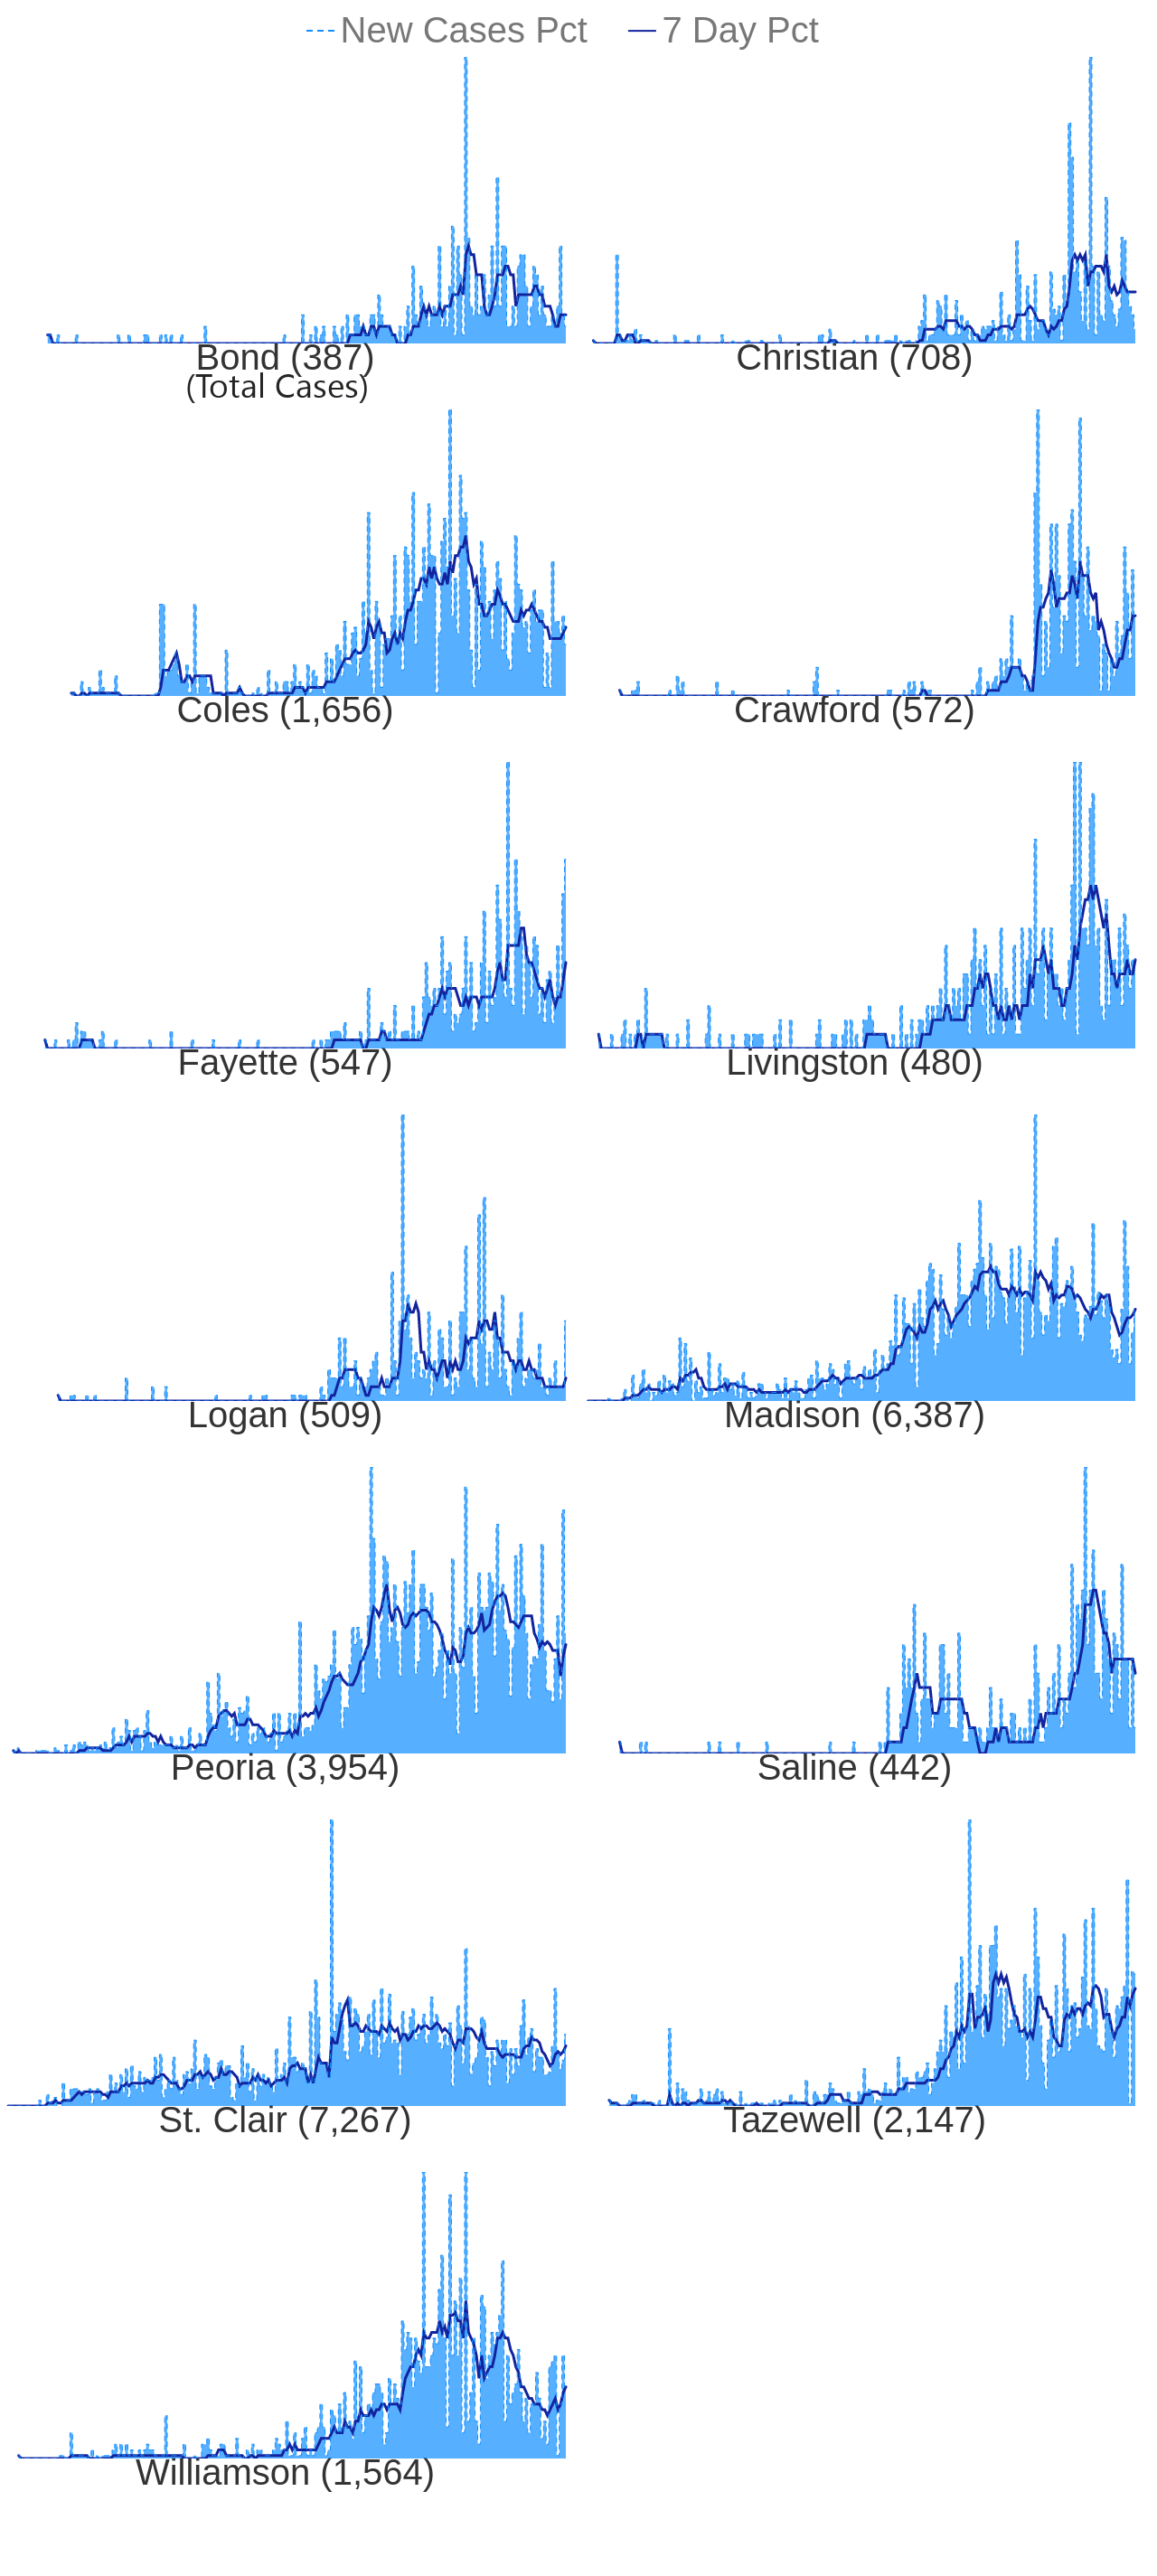 New Cases Pct 7 Day Pct
Bond (387) Christian (708)
(Total Cases)
Coles (1,656) Crawford (572)
Fayette (547) Livingston (480)
Logan (509) Madison (6,387)
Peoria (3,954) Saline (442)
St. Clair (7,267) Tazewell (2,147)
Williamson (1,564)